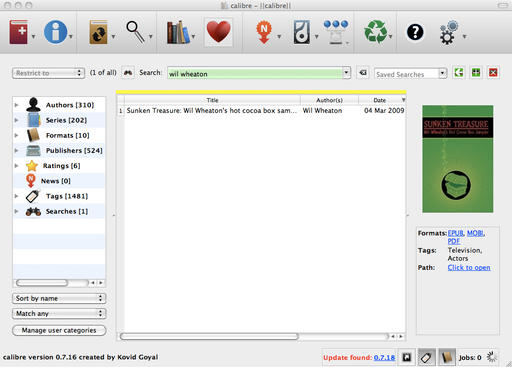 calibre - ||calibre||
Restrict to
(1 of all)
Search:
wil wheaton
Saved Searches
Authors [310]
Series [202]
Formats [10]
Publishers [524]
Ratings [6]
News [0]
Tags [1481]
Searches [1]
Sort by name
Match any
Manage user categories
Title Author(s) Date
1 Sunken Treasure: Wil Wheaton's hot cocoa box sam... Wil Wheaton 04 Mar 2009
SUNKEN TREASURE
Wil Wheaton's Hot Cocoa Box Sampler
Formats: EPUB, MOBI,
PDF
Tags: Television,
Actors
Path: Click to open
calibre version 0.7.16 created by Kovid Goyal
Update found: 0.7.18
Jobs: 0